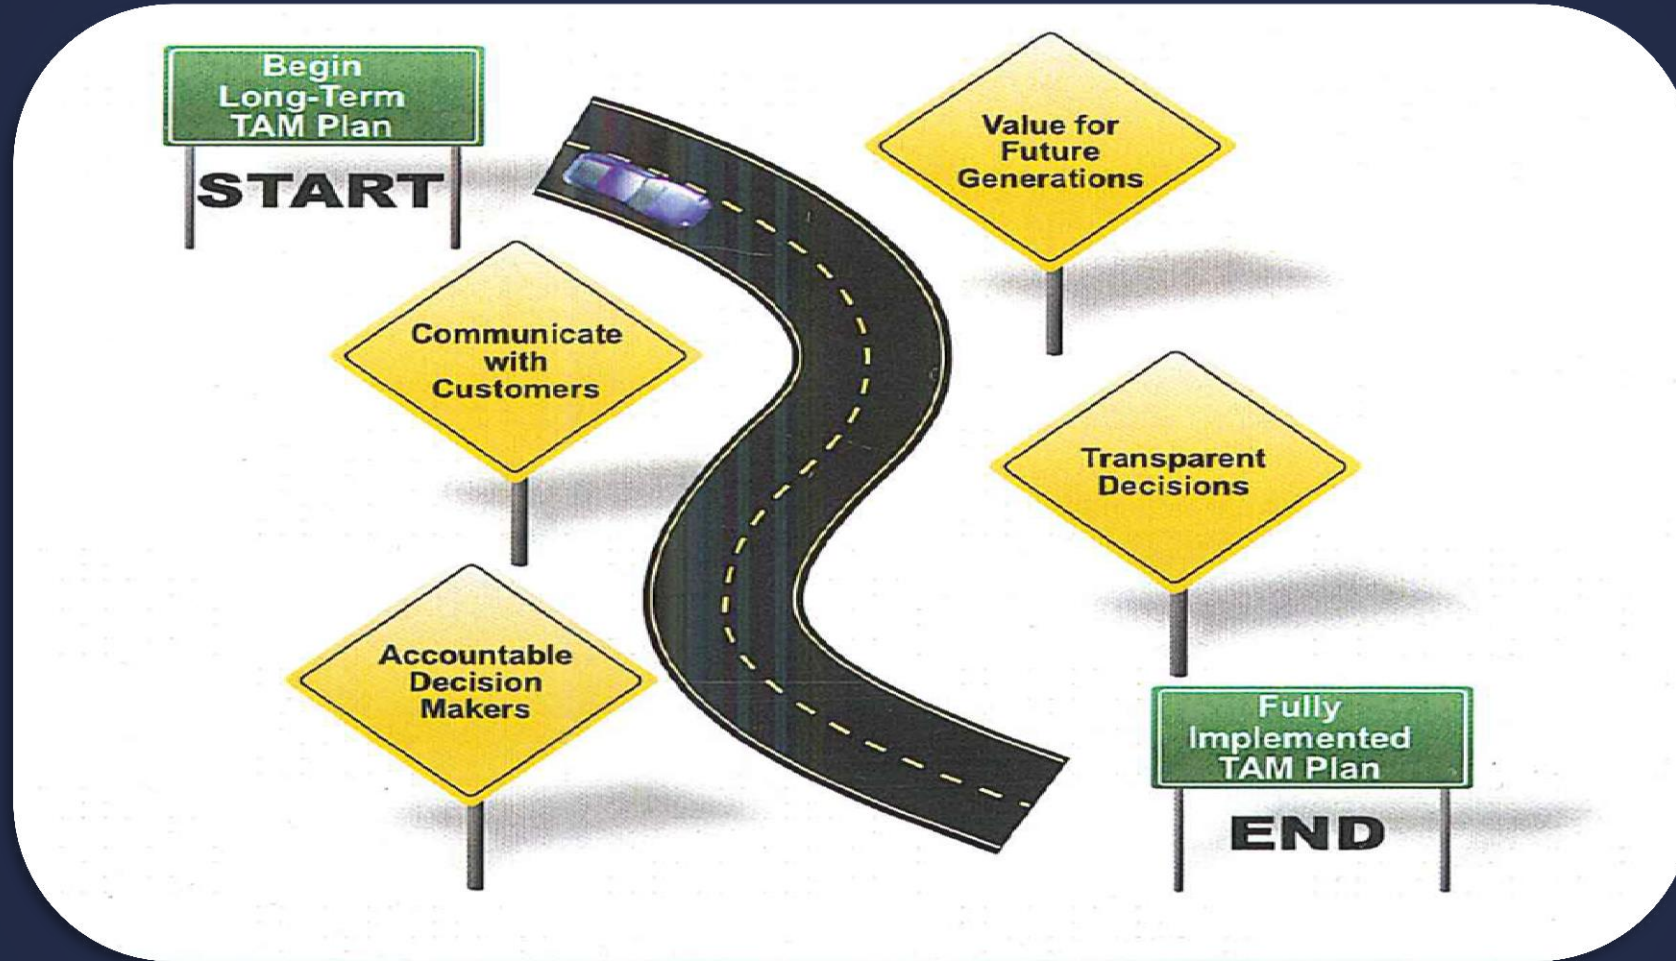 Begin
Long-Term
TAM Plan
START
Value for
Future
Generations
Communicate
with
Customers
Transparent
Decisions
Accountable
Decision
Makers
Fully
Implemented
TAM Plan
END